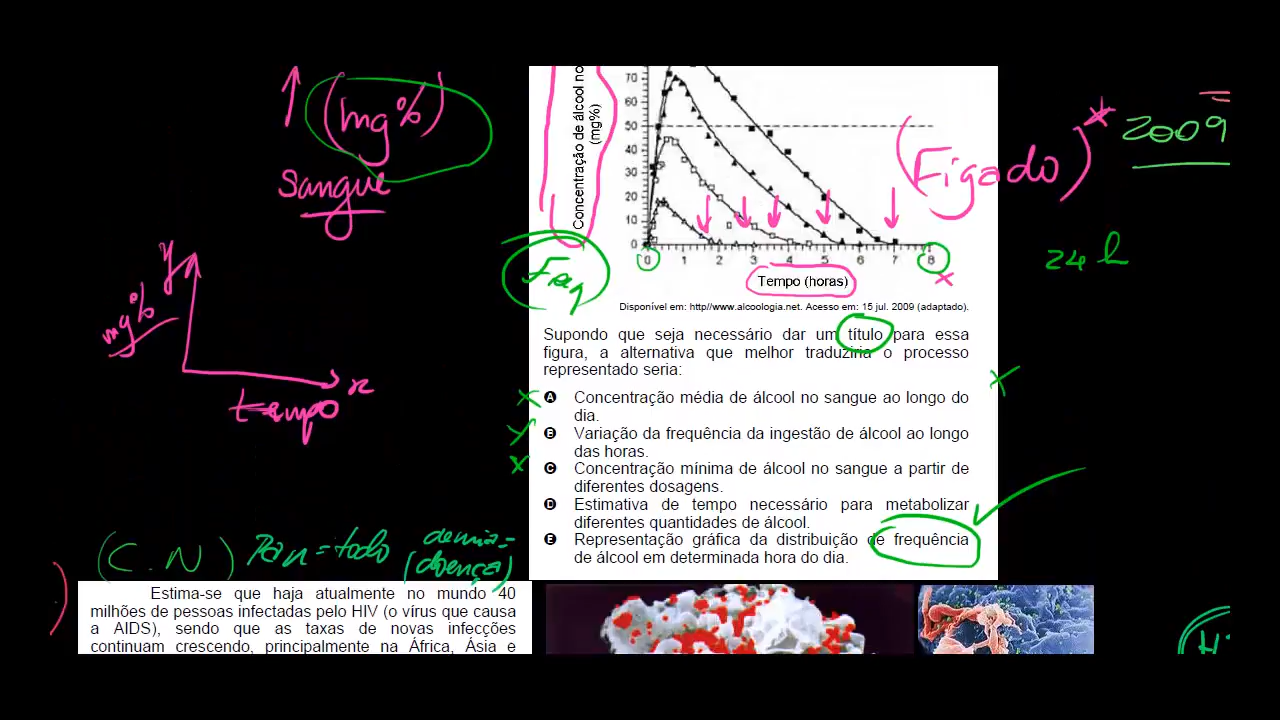 (mg%)
sangue
y
mg%
tempo
x
Concentração de álcool no
(mg%)
70
60
50
40
30
20
10
0
0 1 2 3 4 5 6 7 8
Tempo (horas)
x
Freq
(Fígado)*
2009
24 h
Disponível em: http//www.alcoologia.net. Acesso em: 15 jul. 2009 (adaptado).
Supondo que seja necessário dar um título para essa
figura, a alternativa que melhor traduziria o processo
representado seria:
x A Concentração média de álcool no sangue ao longo do
dia.
x B Variação da frequência da ingestão de álcool ao longo
das horas.
x C Concentração mínima de álcool no sangue a partir de
diferentes dosagens.
D Estimativa de tempo necessário para metabolizar
diferentes quantidades de álcool.
E Representação gráfica da distribuição de frequência
de álcool em determinada hora do dia.
x
(C.N) Pan = todo
demia =
(doença)
Estima-se que haja atualmente no mundo 40
milhões de pessoas infectadas pelo HIV (o vírus que causa
a AIDS), sendo que as taxas de novas infecções
continuam crescendo, principalmente na África, Ásia e